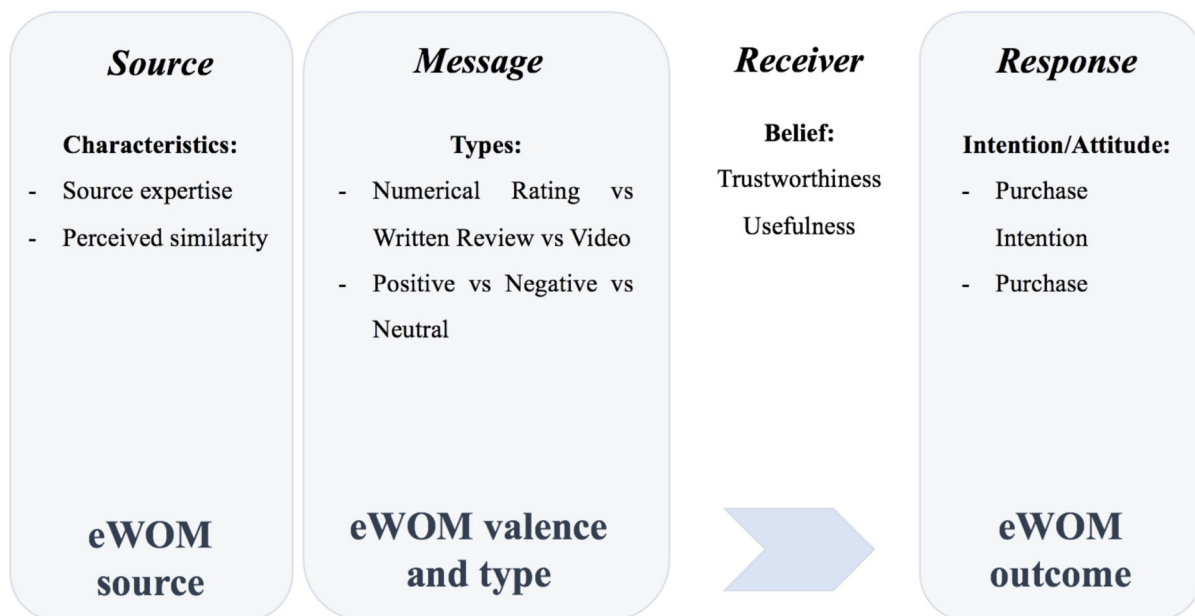 Source
Characteristics:
- Source expertise
- Perceived similarity
eWOM
source
Message
Types:
- Numerical Rating vs
Written Review vs Video
- Positive vs Negative vs
Neutral
eWOM valence
and type
Receiver
Belief:
Trustworthiness
Usefulness
Response
Intention/Attitude:
- Purchase
Intention
- Purchase
eWOM
outcome